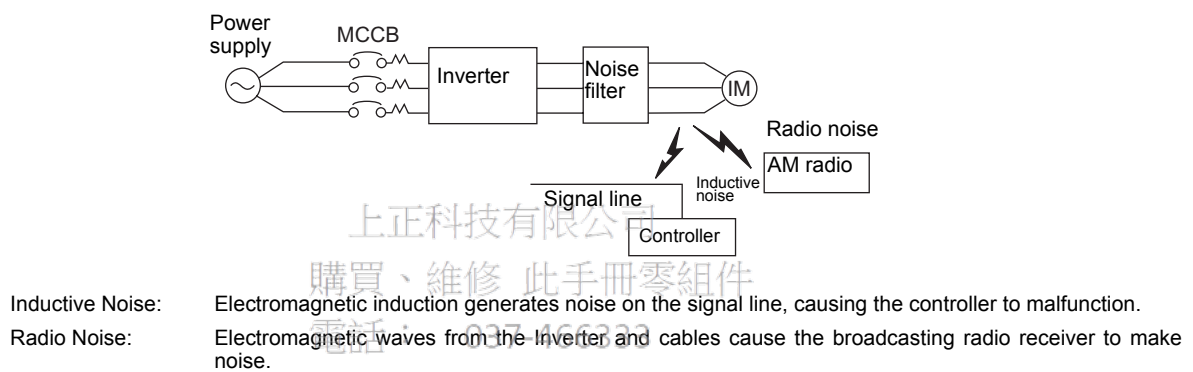 Power
supply
MCCB
Inverter
Noise
filter
IM
Radio noise
AM radio
Inductive
noise
Signal line
Controller
上正科技有限公司
購買、維修 此手冊零組件
Inductive Noise: Electromagnetic induction generates noise on the signal line, causing the controller to malfunction.
電話： 037-466333
Radio Noise: Electromagnetic waves from the Inverter and cables cause the broadcasting radio receiver to make
noise.